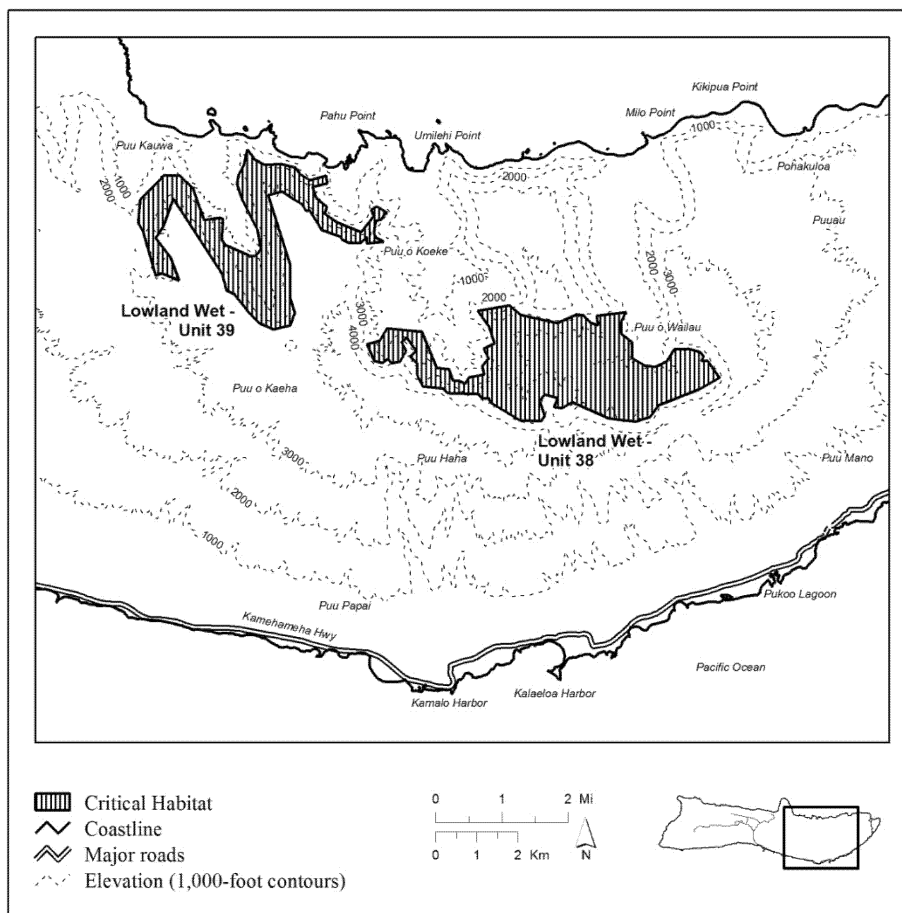 Kikipua Point
Pahu Point
Milo Point
Umilehi Point
1000
Puu Kauwa
Pohakuloa
1000
2000
2000
Puuau
Puu o Koeke
2000
3000
1000
2000
Lowland Wet -
Unit 39
3000
4000
Puu o Wailau
Puu o Kaeha
Lowland Wet -
Unit 38
Puu Haha
Puu Mano
3000
2000
1000
Pukoo Lagoon
Puu Papai
Kamehameha Hwy
Pacific Ocean
Kamalo Harbor
Kalaeloa Harbor
Critical Habitat
Coastline
Major roads
Elevation (1,000-foot contours)
0 1 2 Mi
0 1 2 Km
N